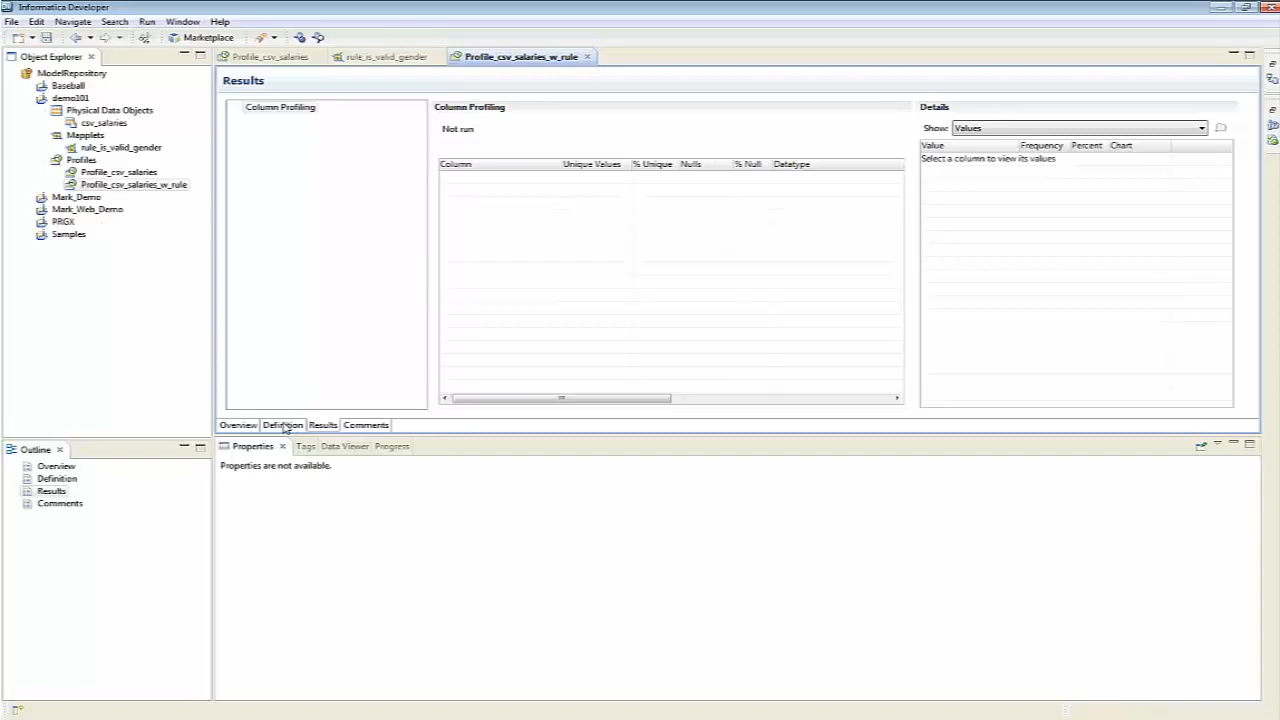 Informatica Developer
File Edit Navigate Search Run Window Help
Marketplace
Object Explorer
ModelRepository
Baseball
demo101
Physical Data Objects
csv_salaries
Mapplets
rule_is_valid_gender
Profiles
Profile_csv_salaries
Profile_csv_salaries_w_rule
Mark_Demo
Mark_Web_Demo
PRGX
Samples
Profile_csv_salaries rule_is_valid_gender Profile_csv_salaries_w_rule
Results
Column Profiling
Column Profiling
Not run
Column Unique Values % Unique Nulls % Null Datatype
Details
Show: Values
Value Frequency Percent Chart
Select a column to view its values
Overview Definition Results Comments
Outline
Overview
Definition
Results
Comments
Properties Tags Data Viewer Progress
Properties are not available.